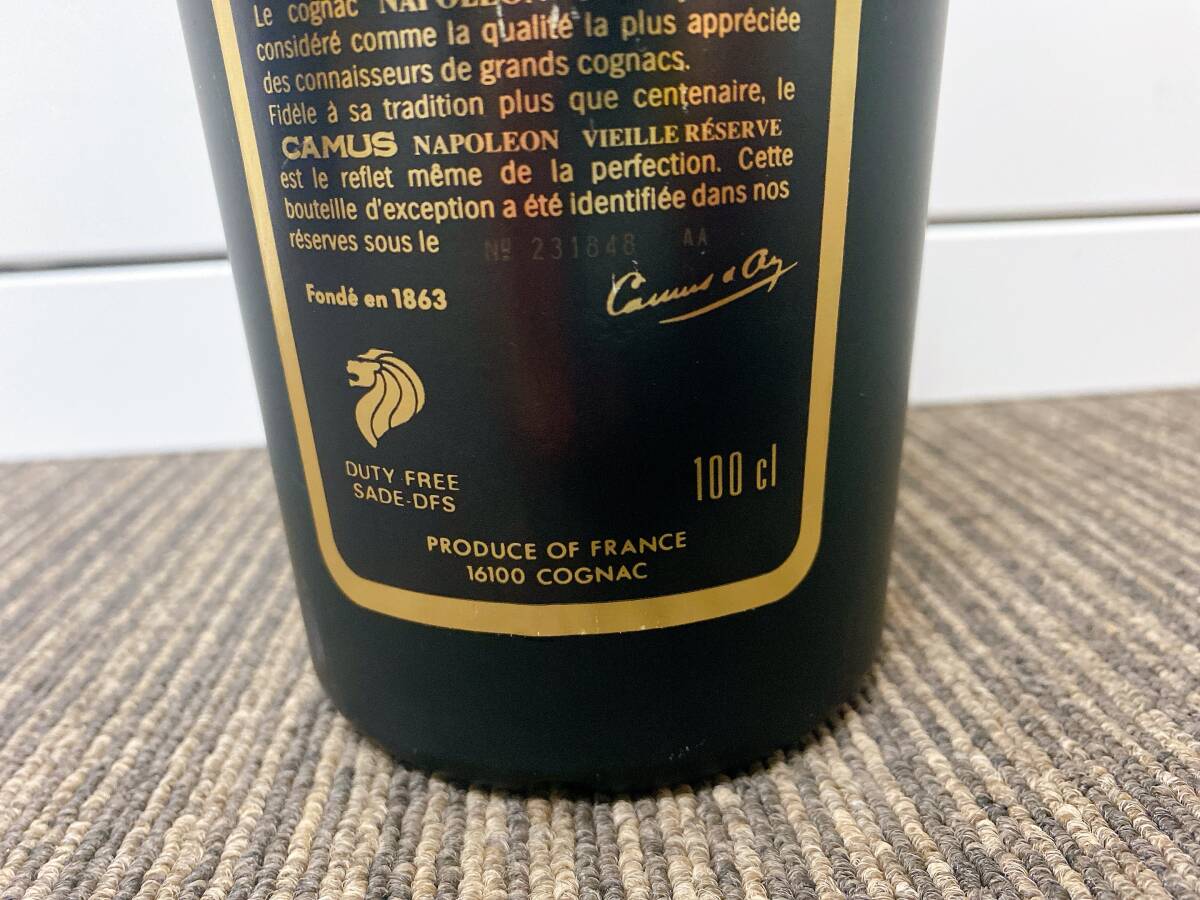 Le cognac NAPOLEON
considéré comme la qualité la plus appréciée
des connaisseurs de grands cognacs.
Fidèle à sa tradition plus que centenaire, le
CAMUS NAPOLEON VIEILLE RÉSERVE
est le reflet même de la perfection. Cette
bouteille d'exception a été identifiée dans nos
réserves sous le Nº 231848 AA
Fondé en 1863
Camus & Cie
DUTY FREE
SADE-DFS
100 cl
PRODUCE OF FRANCE
16100 COGNAC